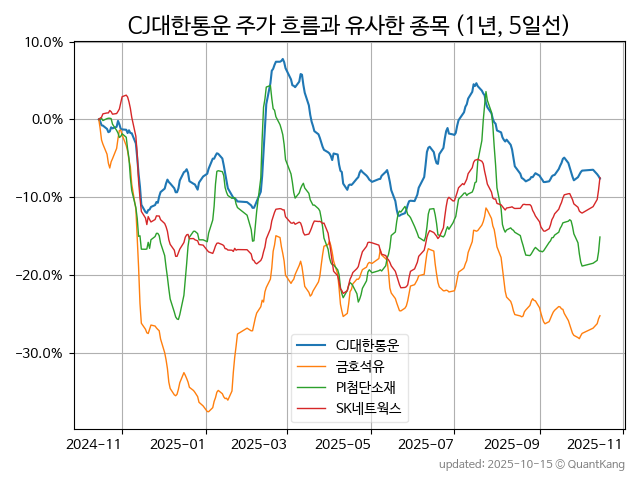 CJ대한통운 주가 흐름과 유사한 종목 (1년, 5일선)
10.0%
0.0%
−10.0%
−20.0%
−30.0%
CJ대한통운
금호석유
PI첨단소재
SK네트웍스
2024-11 2025-01 2025-03 2025-05 2025-07 2025-09 2025-11
updated: 2025-10-15 © QuantKang